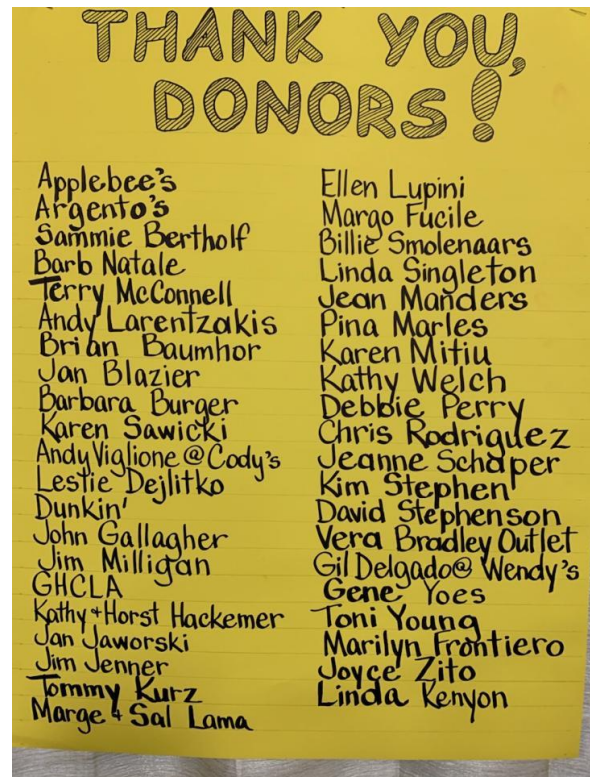 THANK YOU,
DONORS!
Applebee's
Argento's
Sammie Bertholf
Barb Natale
Terry McConnell
Andy Larentzakis
Brian Baumhor
Jan Blazier
Barbara Burger
Karen Sawicki
Andy Viglione @ Cody's
Leslie Dejlitko
Dunkin'
John Gallagher
Jim Milligan
GHCLA
Kathy + Horst Hackemer
Jan Jaworski
Jim Jenner
Tommy Kurz
Marge + Sal Lama
Ellen Lupini
Margo Fucile
Billie Smolenaars
Linda Singleton
Jean Manders
Pina Marles
Karen Mitiu
Kathy Welch
Debbie Perry
Chris Rodriguez
Jeanne Schaper
Kim Stephen
David Stephenson
Vera Bradley Outlet
Gil Delgado@ Wendy's
Gene Yoes
Toni Young
Marilyn Frontiero
Joyce Zito
Linda Kenyon